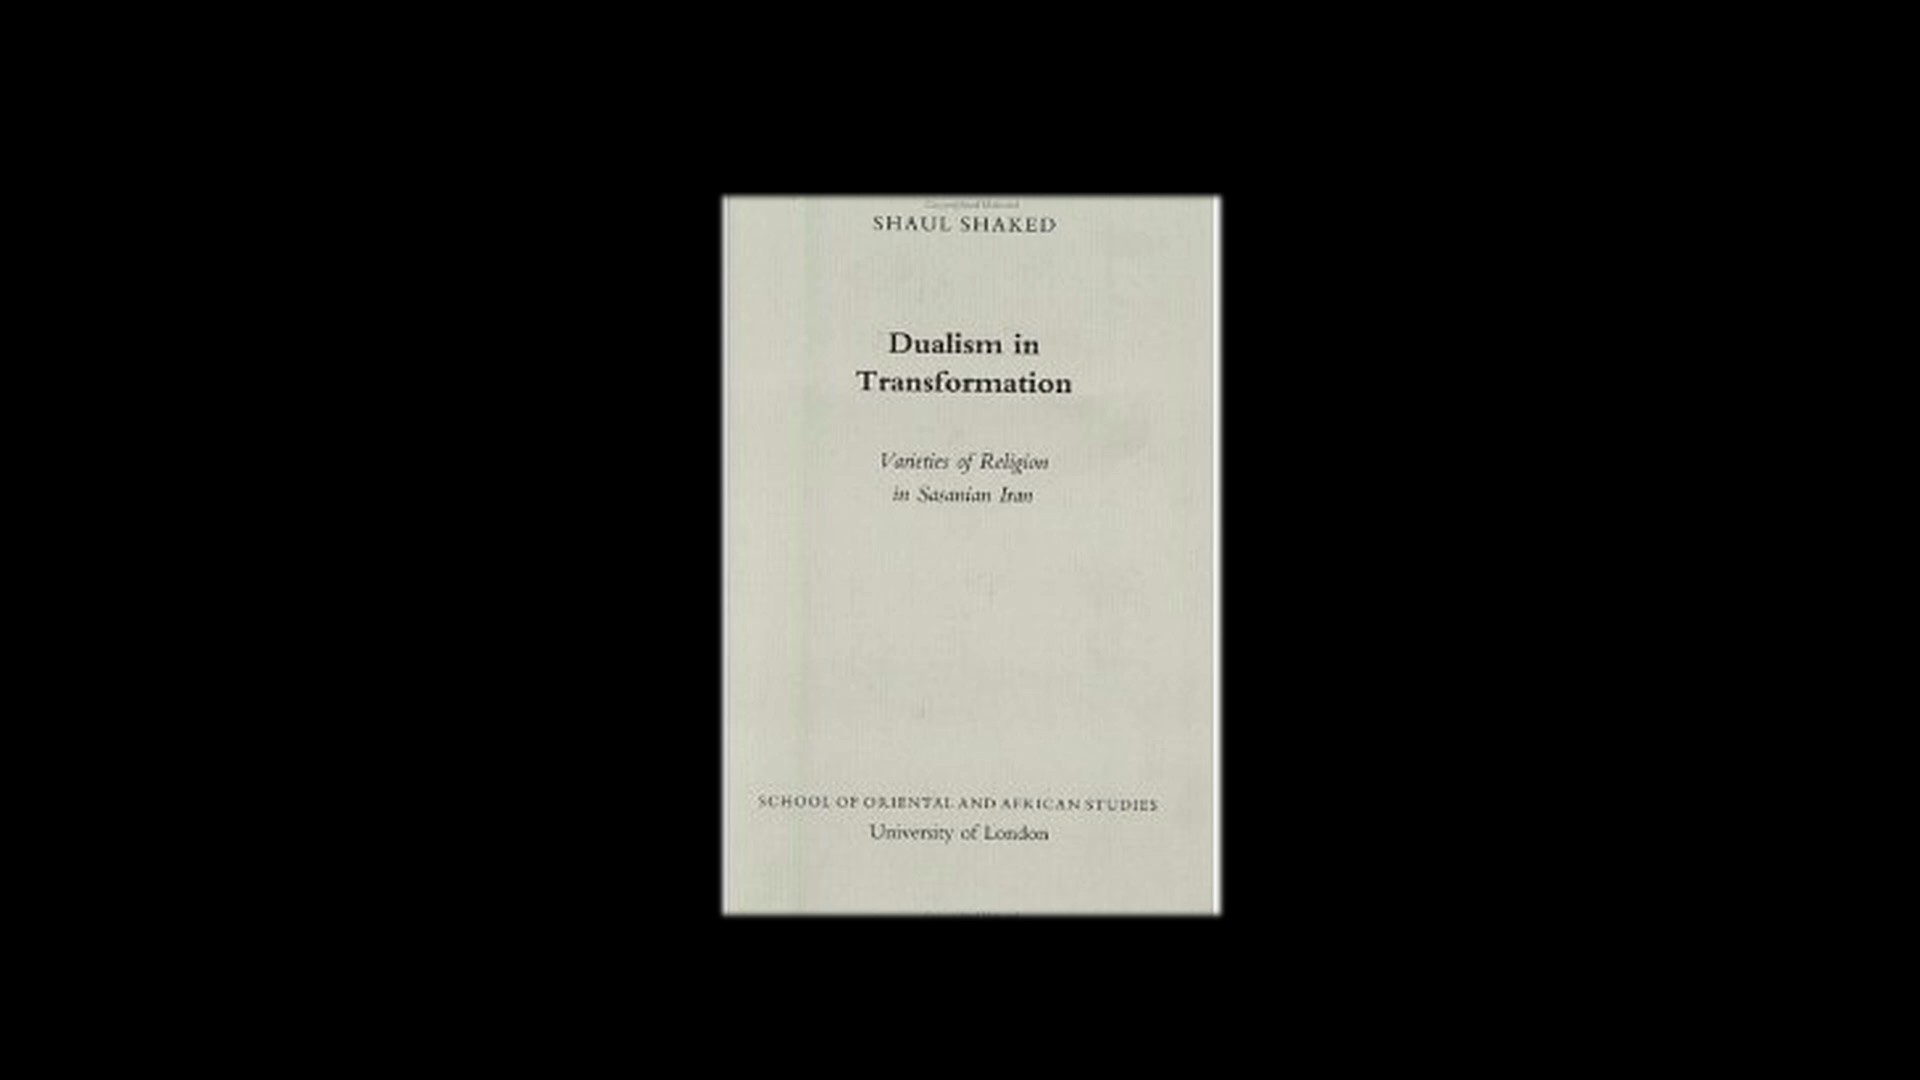 SHAUL SHAKED
Dualism in
Transformation
Varieties of Religion
in Sasanian Iran
SCHOOL OF ORIENTAL AND AFRICAN STUDIES
University of London